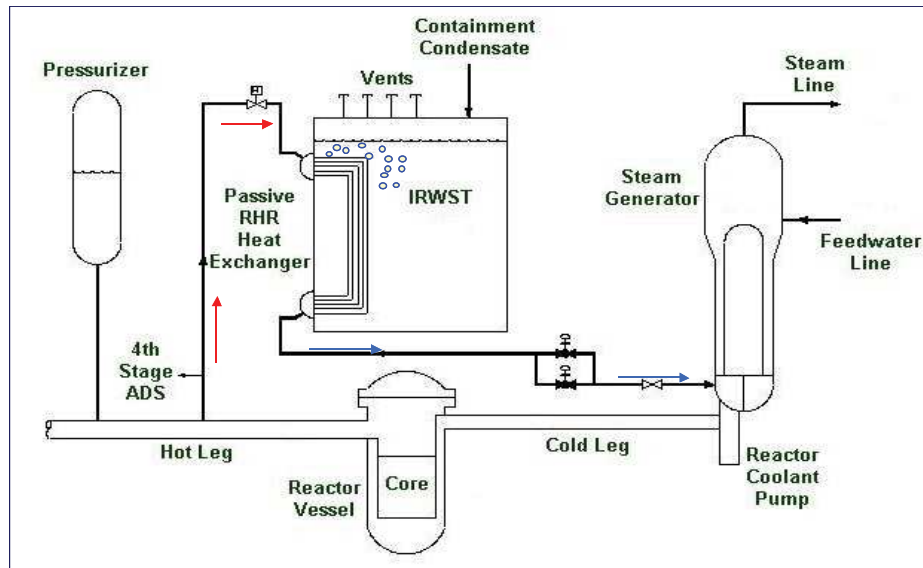 Containment
Condensate
Pressurizer
Vents
Steam
Line
Passive
RHR
Heat
Exchanger
IRWST
Steam
Generator
Feedwater
Line
4th
Stage
ADS
Hot Leg
Cold Leg
Reactor
Vessel
Core
Reactor
Coolant
Pump